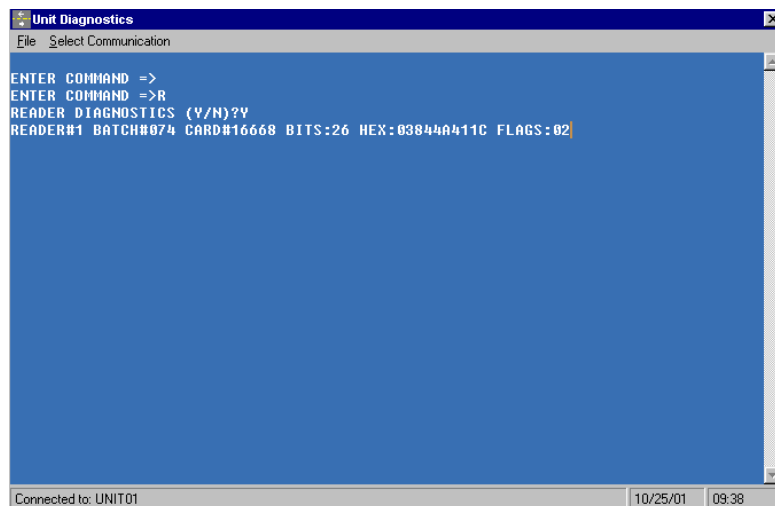 Unit Diagnostics
File Select Communication
ENTER COMMAND =>
ENTER COMMAND =>R
READER DIAGNOSTICS (Y/N)?Y
READER#1 BATCH#074 CARD#16668 BITS:26 HEX:03844A411C FLAGS:02
Connected to: UNIT01 10/25/01 09:38